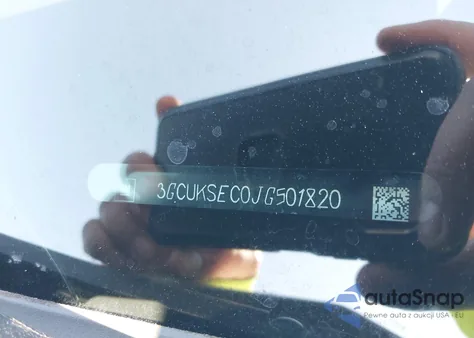 3GCUKSEC0JG501820
autaSnap
Pewne auta z aukcji USA - EU